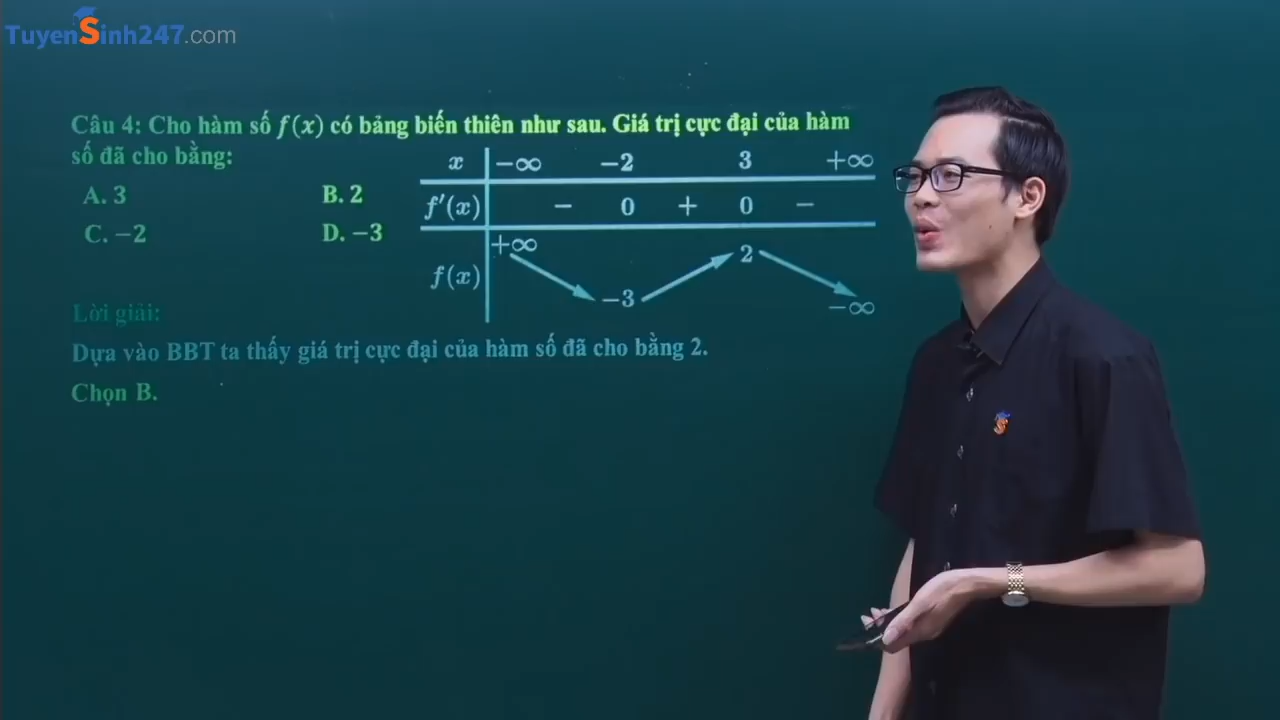 TuyenSinh247.com
Câu 4: Cho hàm số f(x) có bảng biến thiên như sau. Giá trị cực đại của hàm
số đã cho bằng:
x −∞ −2 3 +∞
A. 3 B. 2
f′(x) − 0 + 0 −
C. −2 D. −3
+∞ 2
f(x)
−3 −∞
Lời giải:
Dựa vào BBT ta thấy giá trị cực đại của hàm số đã cho bằng 2.
Chọn B.
S